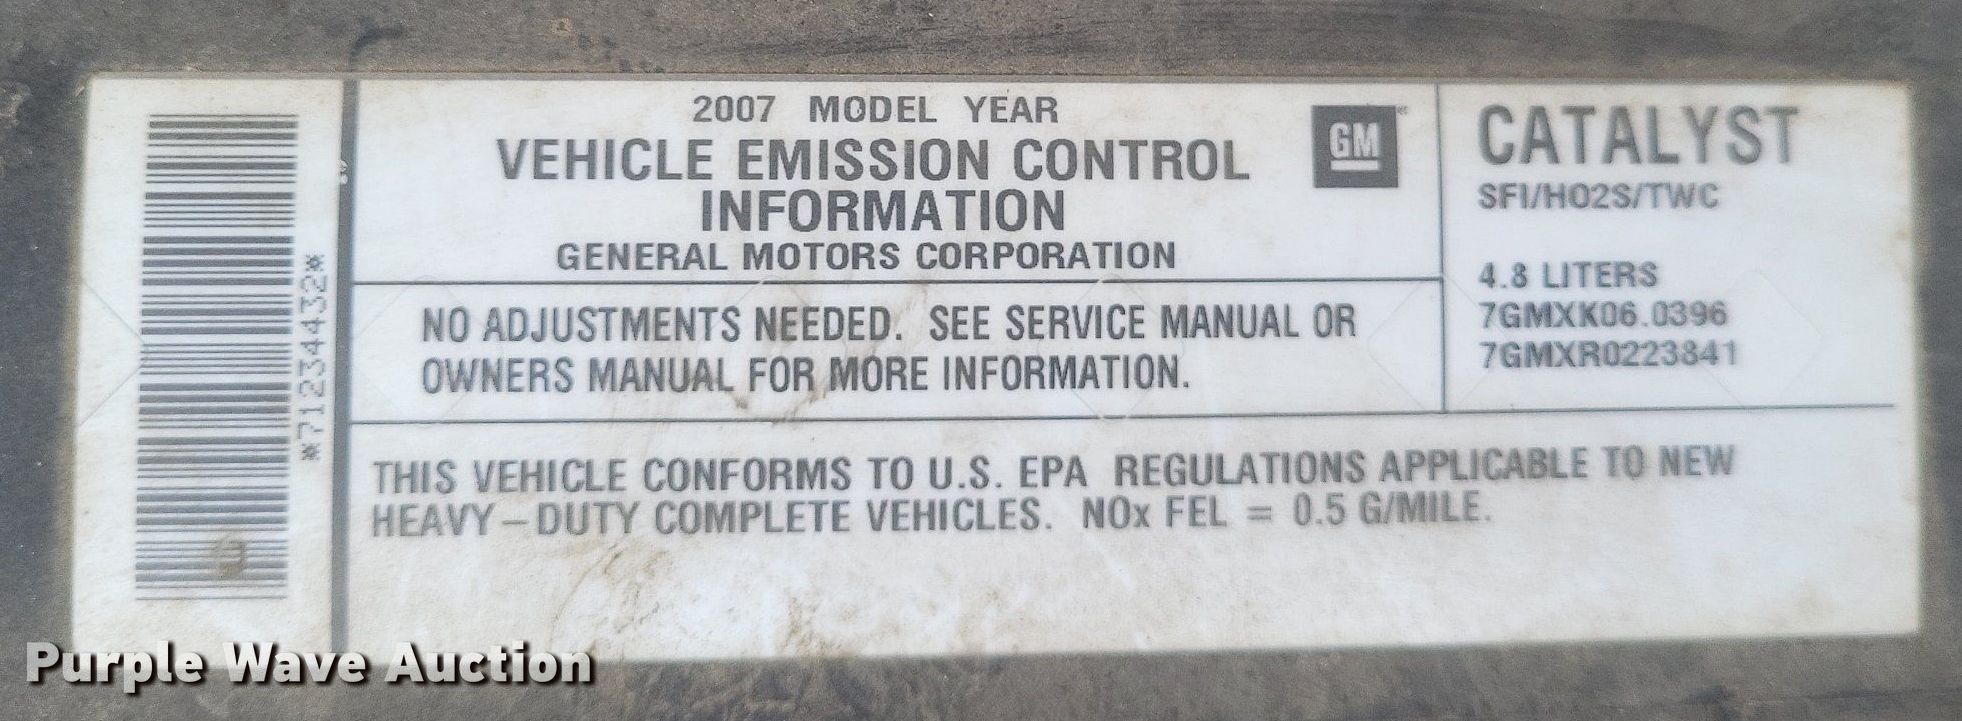 *71234432*
2007 MODEL YEAR
VEHICLE EMISSION CONTROL
INFORMATION
GENERAL MOTORS CORPORATION
GM
NO ADJUSTMENTS NEEDED. SEE SERVICE MANUAL OR
OWNERS MANUAL FOR MORE INFORMATION.
CATALYST
SFI/HO2S/TWC
4.8 LITERS
7GMXK06.0396
7GMXR0223841
THIS VEHICLE CONFORMS TO U.S. EPA REGULATIONS APPLICABLE TO NEW
HEAVY-DUTY COMPLETE VEHICLES. NOx FEL = 0.5 G/MILE.
Purple Wave Auction